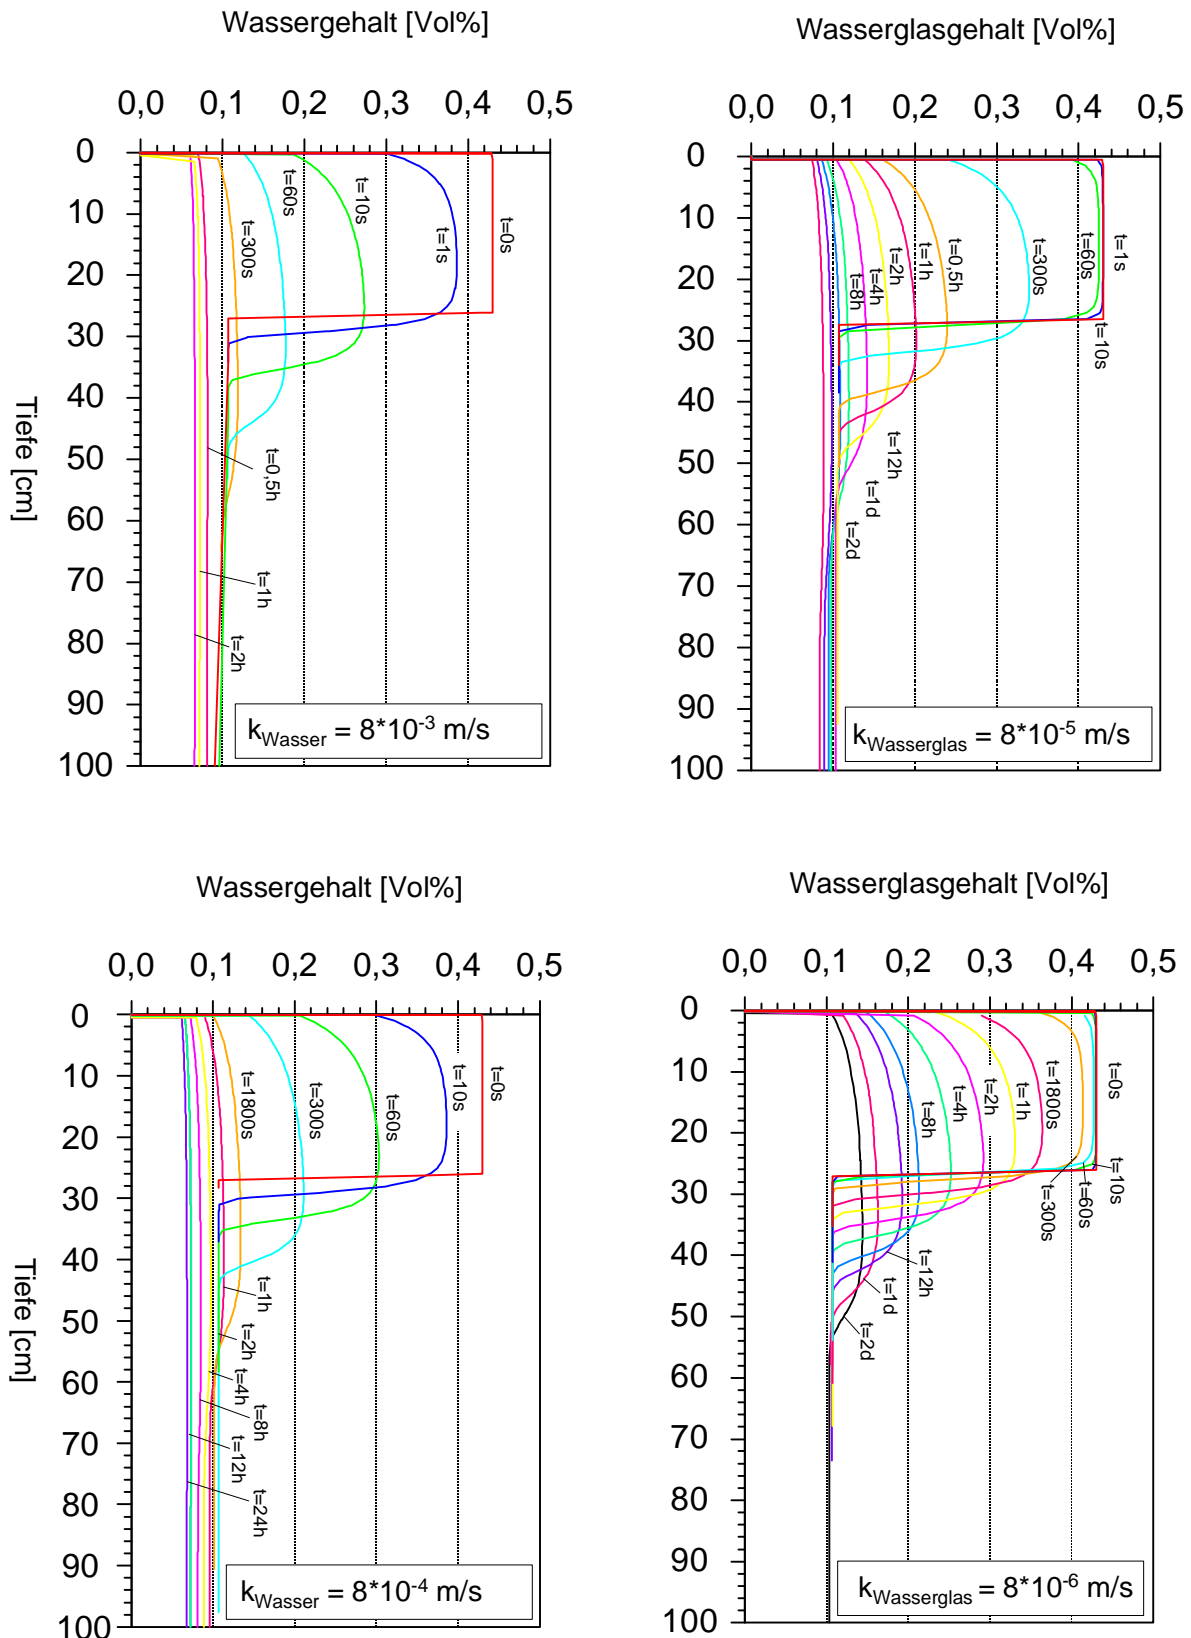 Wassergehalt [Vol%]
0,0 0,1 0,2 0,3 0,4 0,5
0
10
20
30
40
50
60
70
80
90
100
Tiefe [cm]
t=0s
t=1s
t=10s
t=60s
t=300s
t=0,5h
t=1h
t=2h
kWasser = 8*10-3 m/s
Wasserglasgehalt [Vol%]
0,0 0,1 0,2 0,3 0,4 0,5
0
10
20
30
40
50
60
70
80
90
100
t=1s
t=10s
t=60s
t=300s
t=0,5h
t=1h
t=2h
t=4h
t=8h
t=12h
t=1d
t=2d
kWasserglas = 8*10-5 m/s
Wassergehalt [Vol%]
0,0 0,1 0,2 0,3 0,4 0,5
0
10
20
30
40
50
60
70
80
90
100
Tiefe [cm]
t=0s
t=10s
t=60s
t=300s
t=1800s
t=1h
t=2h
t=4h
t=8h
t=12h
t=24h
kWasser = 8*10-4 m/s
Wasserglasgehalt [Vol%]
0,0 0,1 0,2 0,3 0,4 0,5
0
10
20
30
40
50
60
70
80
90
100
t=0s
t=10s
t=60s
t=300s
t=1800s
t=1h
t=2h
t=4h
t=8h
t=12h
t=1d
t=2d
kWasserglas = 8*10-6 m/s